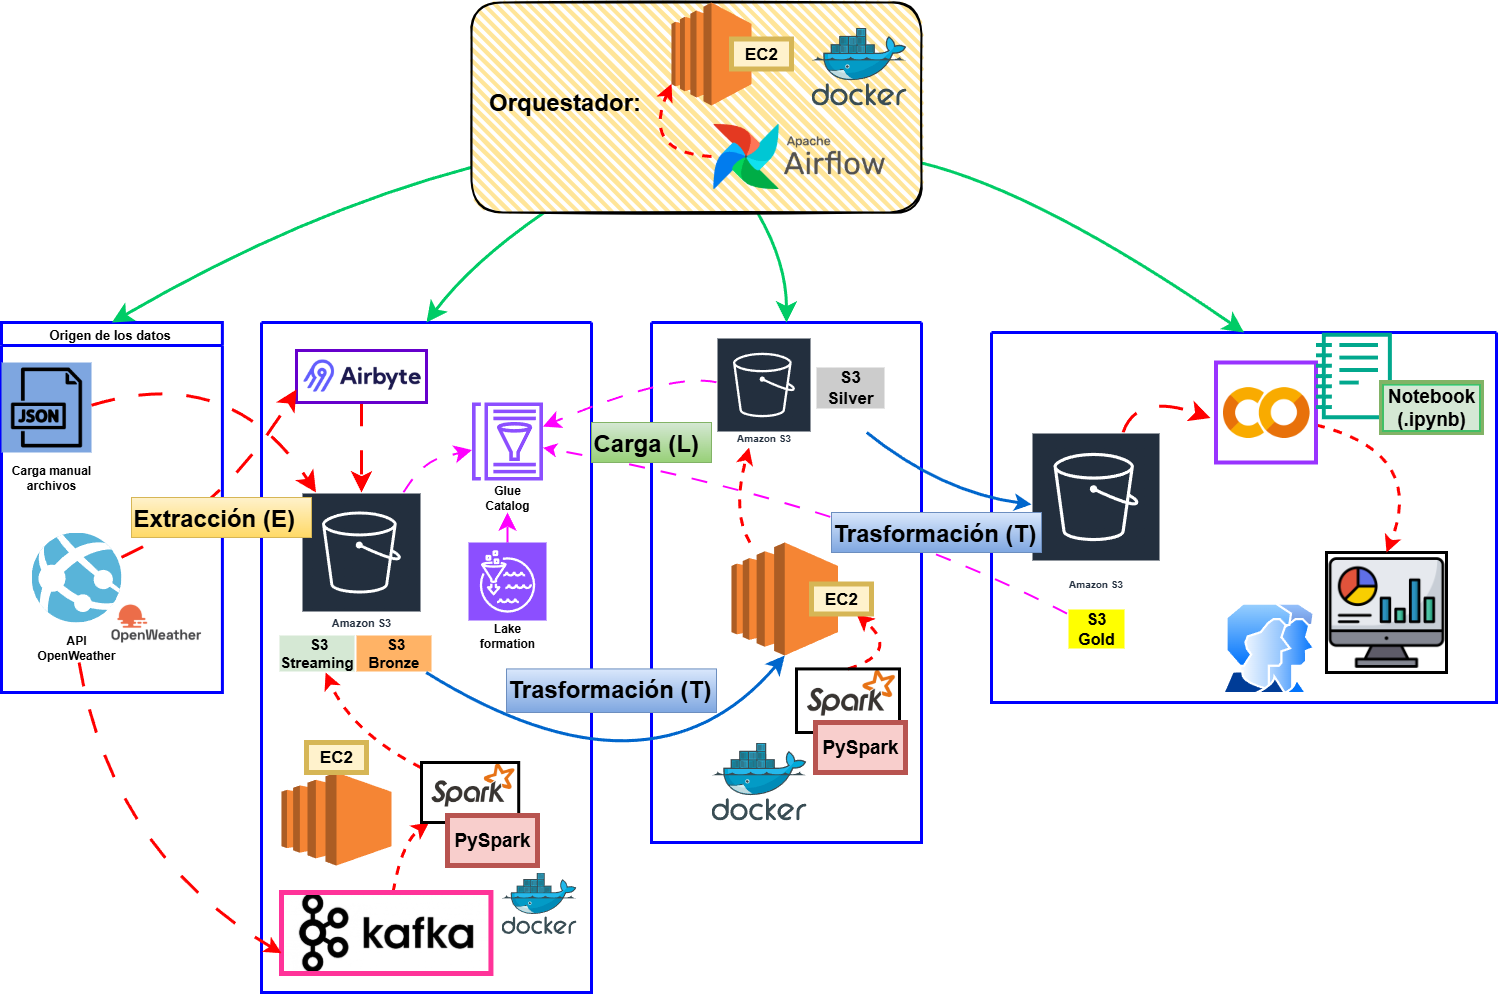 Orquestador:
EC2
docker
Apache
Airflow
Origen de los datos
JSON
Carga manual
archivos
Extracción (E)
API
OpenWeather
OpenWeather
Airbyte
Glue
Catalog
Lake
formation
Amazon S3
S3
Streaming
S3
Bronze
Trasformación (T)
EC2
Spark
PySpark
kafka
docker
Carga (L)
Amazon S3
S3
Silver
EC2
Spark
PySpark
docker
Trasformación (T)
Amazon S3
S3
Gold
Notebook
(.ipynb)